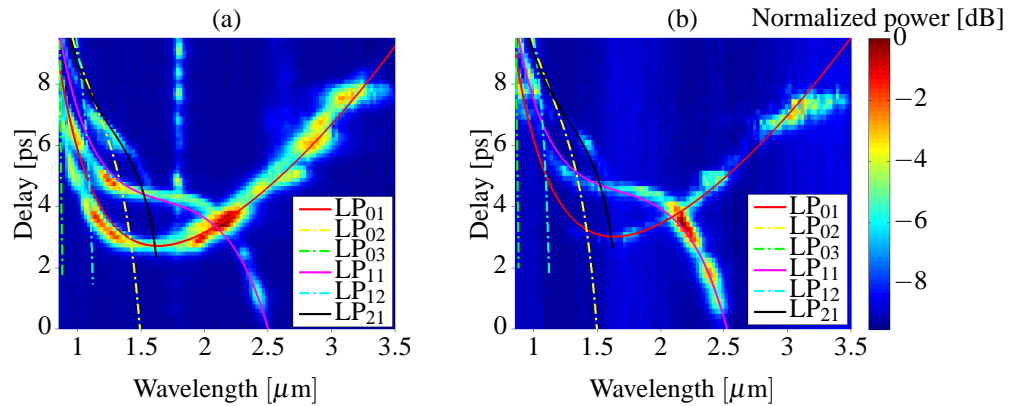 (a) (b) Normalized power [dB]
8
6
4
2
0
Delay [ps]
1 1.5 2 2.5 3 3.5
Wavelength [μm]
LP01
LP02
LP03
LP11
LP12
LP21
8
6
4
2
0
Delay [ps]
1 1.5 2 2.5 3 3.5
Wavelength [μm]
LP01
LP02
LP03
LP11
LP12
LP21
0
−2
−4
−6
−8